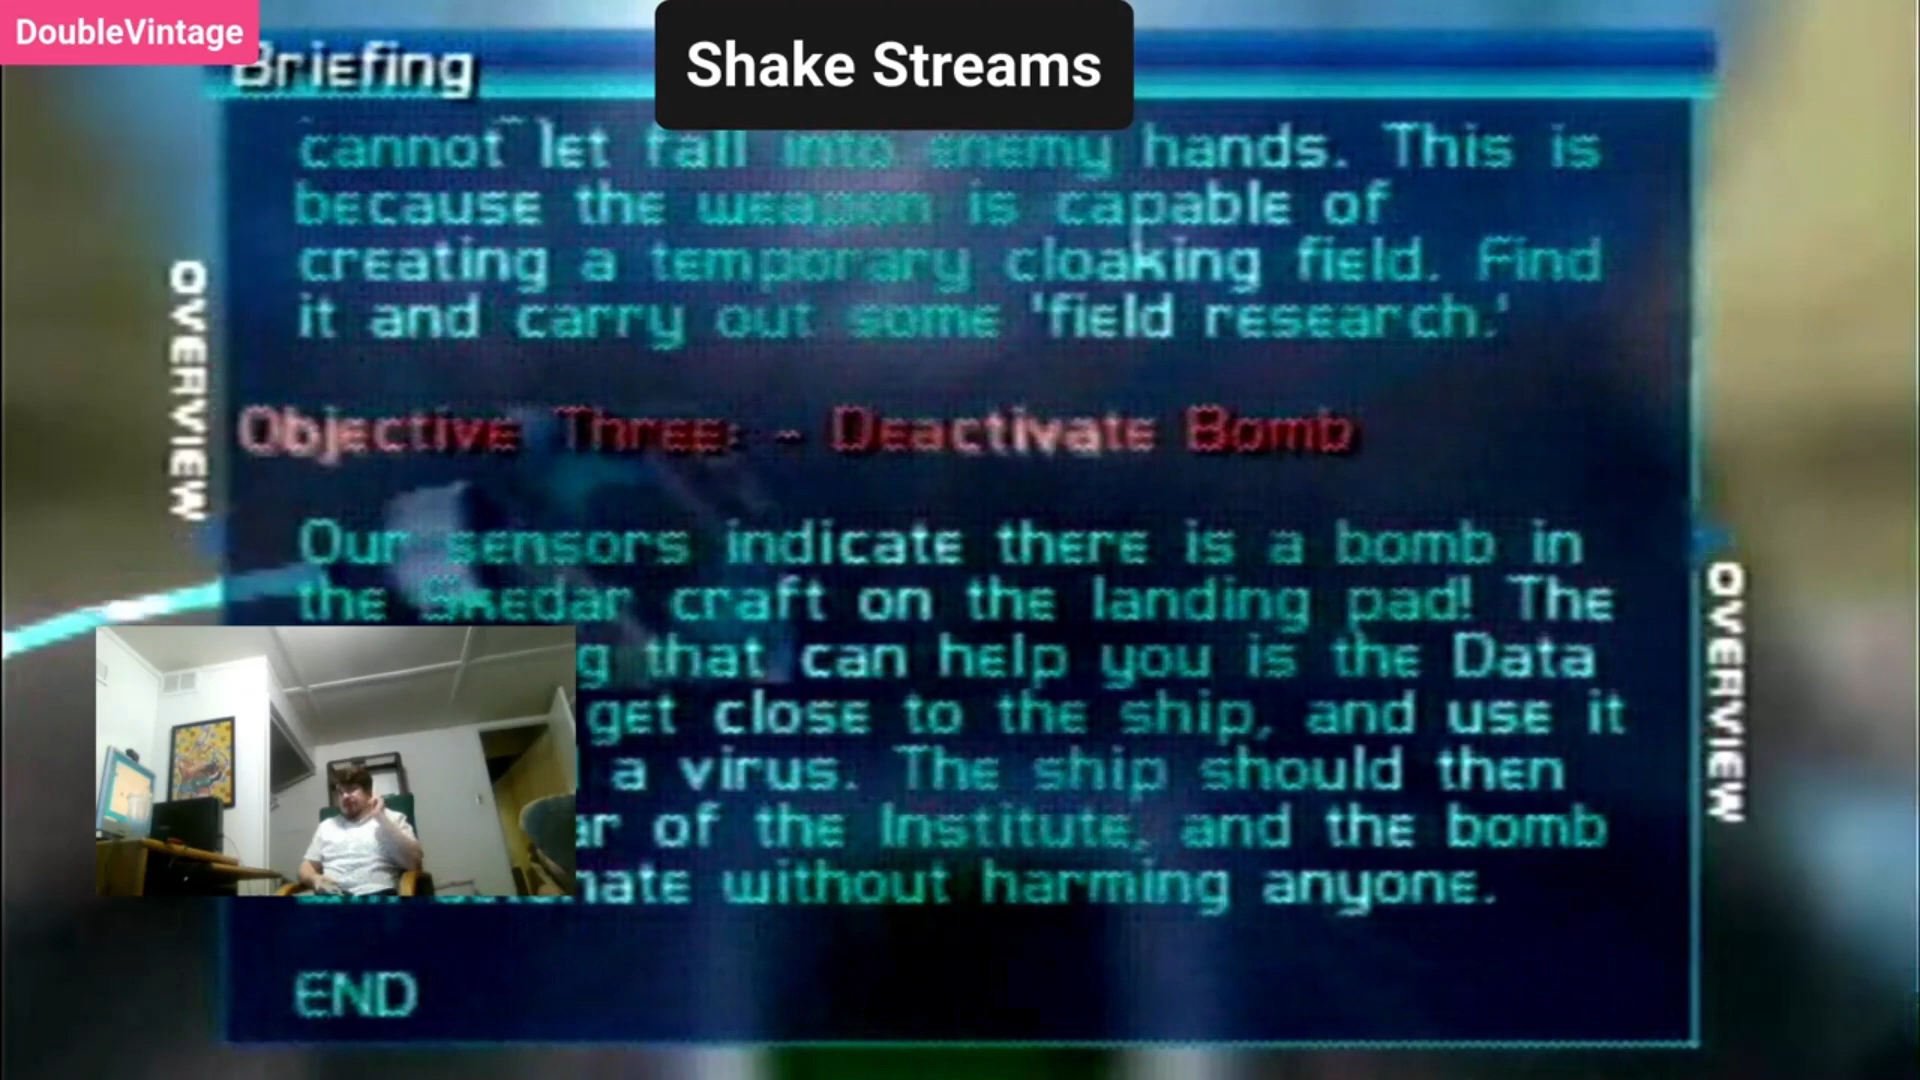 DoubleVintage
Shake Streams
Briefing
cannot let fall into enemy hands. This is
because the weapon is capable of
creating a temporary cloaking field. Find
it and carry out some 'field research.'
OVERVIEW
Objective Three: - Deactivate Bomb
Our sensors indicate there is a bomb in
the Skedar craft on the landing pad! The
g that can help you is the Data
get close to the ship, and use it
a virus. The ship should then
of the Institute, and the bomb
without harming anyone.
END
OVERVIEW